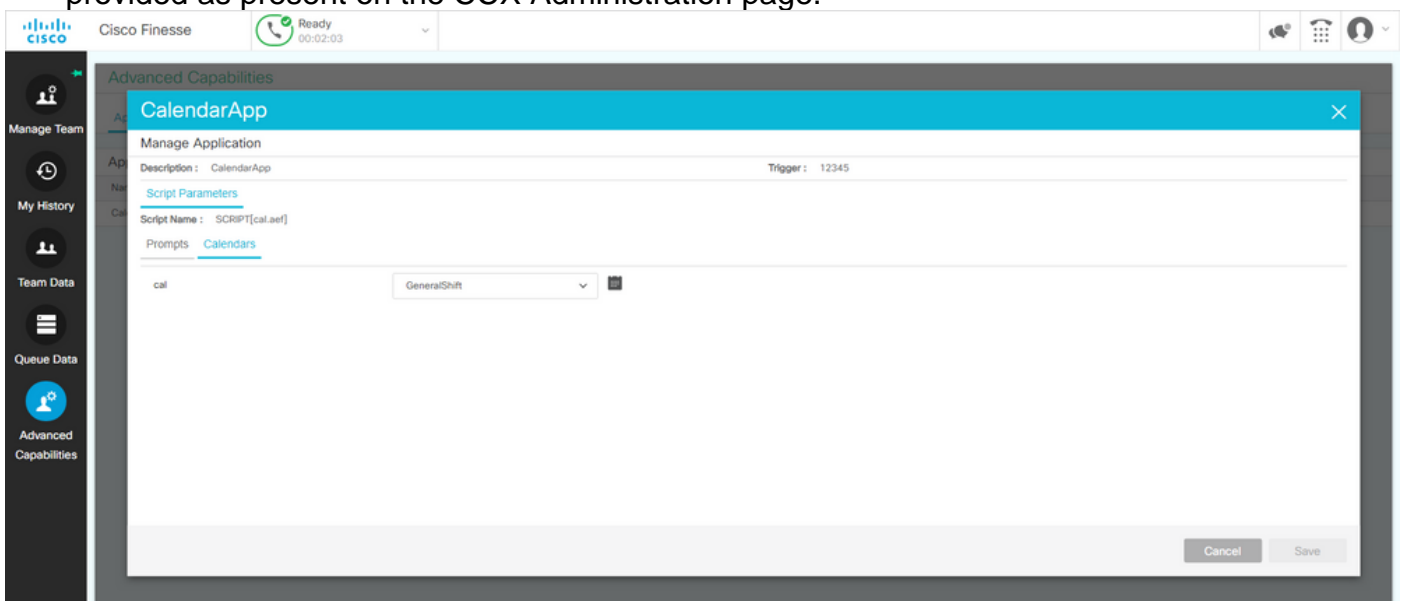 provided as present on the CCX Administration page.
CISCO
Cisco Finesse
Ready
00:02:03
Advanced Capabilities
CalendarApp
Manage Team
Manage Application
Description : CalendarApp
Trigger : 12345
Script Parameters
My History
Script Name : SCRIPT[cal.aef]
Prompts Calendars
Team Data
cal
GeneralShift
Queue Data
Advanced
Capabilities
Cancel
Save